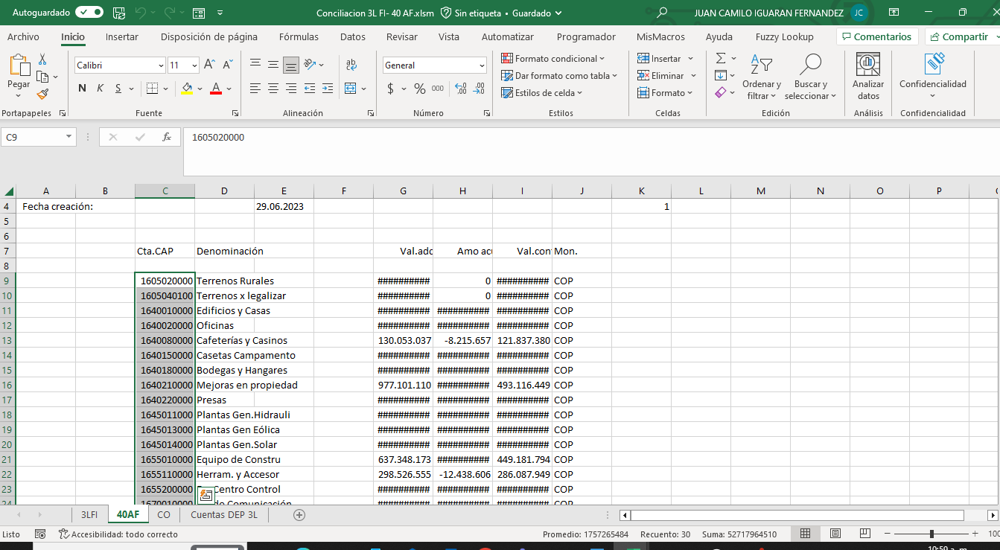 Autoguardado Conciliacion 3L FI- 40 AF.xlsm Sin etiqueta • Guardado JUAN CAMILO IGUARAN FERNANDEZ JC
Archivo Inicio Insertar Disposición de página Fórmulas Datos Revisar Vista Automatizar Programador MisMacros Ayuda Fuzzy Lookup Comentarios Compartir
Pegar Calibri 11 General Formato condicional Insertar
Dar formato como tabla Eliminar Ordenar y filtrar Buscar y seleccionar Analizar datos Confidencialidad
N K S A $ % 000 Estilos de celda Formato
Portapapeles Fuente Alineación Número Estilos Celdas Edición Análisis Confidencialidad
C9 fx 1605020000
A B C D E F G H I J K L M N O P
4 Fecha creación: 29.06.2023 1
5
6
7 Cta.CAP Denominación Val.adq Amo acu Val.con Mon.
8
9 1605020000 Terrenos Rurales ########## 0 ########## COP
10 1605040100 Terrenos x legalizar ########## 0 ########## COP
11 1640010000 Edificios y Casas ########## ########## ########## COP
12 1640020000 Oficinas ########## ########## ########## COP
13 1640080000 Cafeterías y Casinos 130.053.037 -8.215.657 121.837.380 COP
14 1640150000 Casetas Campamento ########## ########## ########## COP
15 1640180000 Bodegas y Hangares ########## ########## ########## COP
16 1640210000 Mejoras en propiedad 977.101.110 ########## 493.116.449 COP
17 1640220000 Presas ########## ########## ########## COP
18 1645011000 Plantas Gen.Hidrauli ########## ########## ########## COP
19 1645013000 Plantas Gen Eólica ########## ########## ########## COP
20 1645014000 Plantas Gen.Solar ########## ########## ########## COP
21 1655010000 Equipo de Constru 637.348.173 ########## 449.181.794 COP
22 1655110000 Herram. y Accesor 298.526.555 -12.438.606 286.087.949 COP
23 1655200000 Centro Control ########## ########## ########## COP
24 1670010000 de Comunicación ########## ########## ########## COP
3LFI 40AF CO Cuentas DEP 3L
Listo Accesibilidad: todo correcto Promedio: 1757265484 Recuento: 30 Suma: 52717964510 100
10:59 a. m.